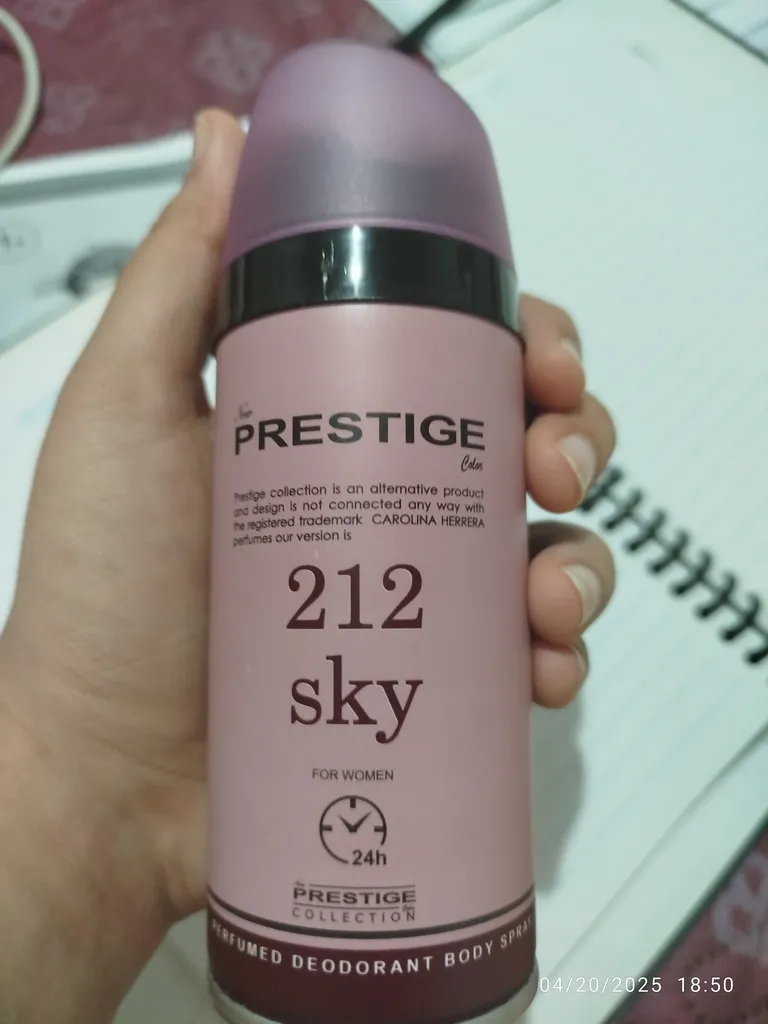 New
PRESTIGE
Color
Prestige collection is an alternative product
and design is not connected any way with
the registered trademark CAROLINA HERRERA
perfumes our version is
212
sky
FOR WOMEN
24h
PRESTIGE
COLLECTION
PERFUMED DEODORANT BODY SPRAY
04/20/2025 18:50